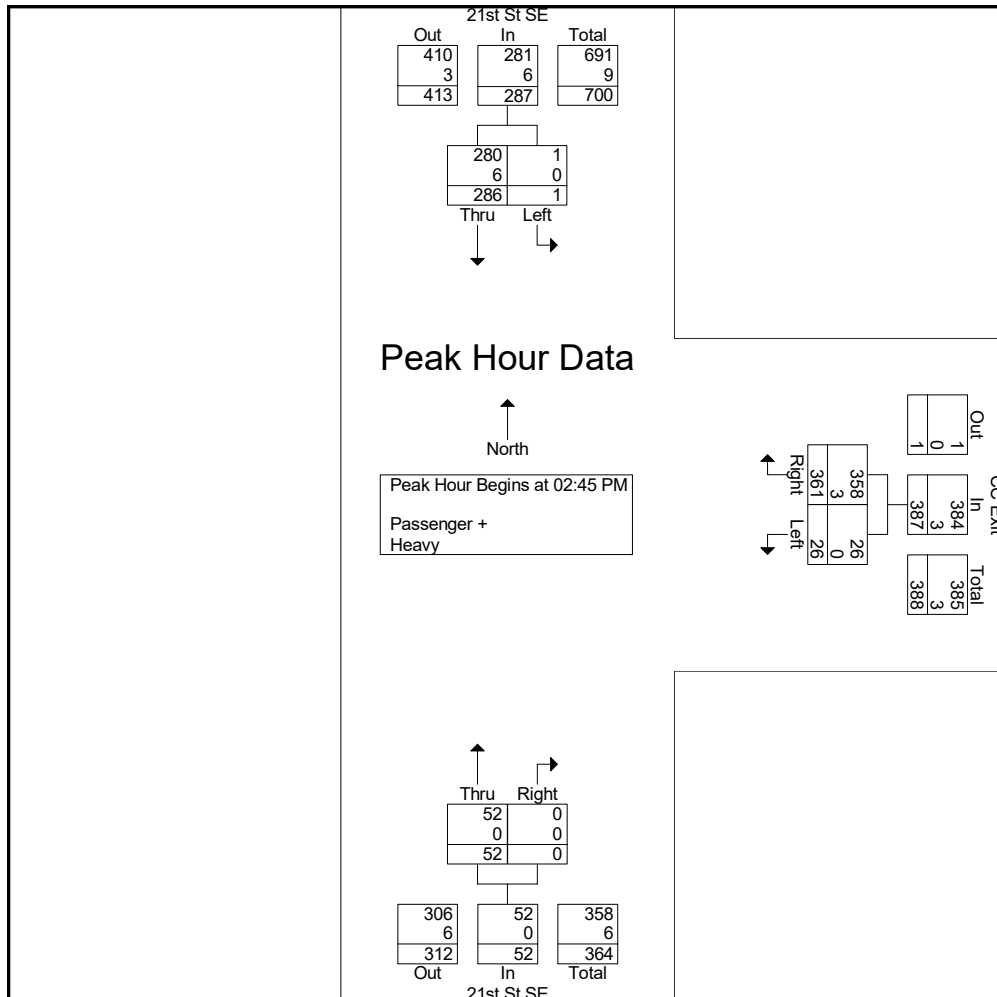 21st St SE
Out In Total
410 281 691
3 6 9
413 287 700
280 1
6 0
286 1
Thru Left
Peak Hour Data
North
Peak Hour Begins at 02:45 PM
Passenger +
Heavy
Right Left
358 26
3 0
361 26
CC Exit
Out In Total
1 384 385
0 3 3
1 387 388
Thru Right
52 0
0 0
52 0
306 52 358
6 0 6
312 52 364
Out In Total
21st St SE